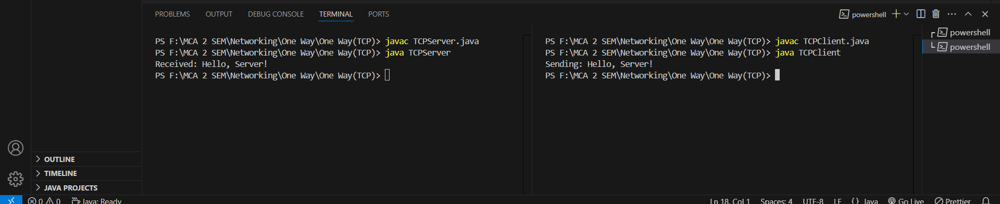 PROBLEMS OUTPUT DEBUG CONSOLE TERMINAL PORTS
powershell
PS F:\MCA 2 SEM\Networking\One Way\One Way(TCP)> javac TCPServer.java
PS F:\MCA 2 SEM\Networking\One Way\One Way(TCP)> java TCPServer
Received: Hello, Server!
PS F:\MCA 2 SEM\Networking\One Way\One Way(TCP)>
PS F:\MCA 2 SEM\Networking\One Way\One Way(TCP)> javac TCPClient.java
PS F:\MCA 2 SEM\Networking\One Way\One Way(TCP)> java TCPClient
Sending: Hello, Server!
PS F:\MCA 2 SEM\Networking\One Way\One Way(TCP)>
powershell
powershell
OUTLINE
TIMELINE
JAVA PROJECTS
0 0 Java: Ready
Ln 18, Col 1 Spaces: 4 UTF-8 LF {} Java Go Live Prettier